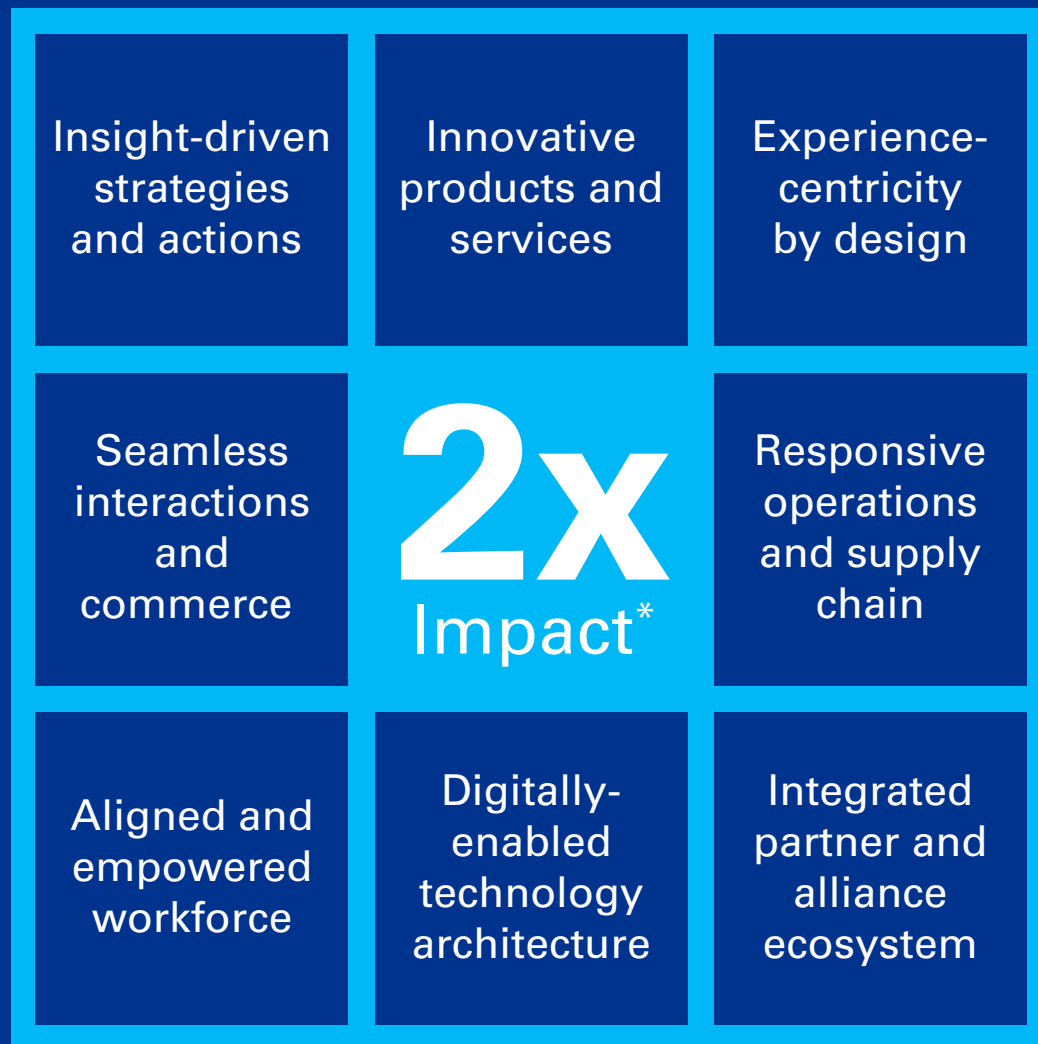 Insight-driven
strategies
and actions
Innovative
products and
services
Experience-
centricity
by design
Seamless
interactions
and
commerce
2x
Impact*
Responsive
operations
and supply
chain
Aligned and
empowered
workforce
Digitally-
enabled
technology
architecture
Integrated
partner and
alliance
ecosystem